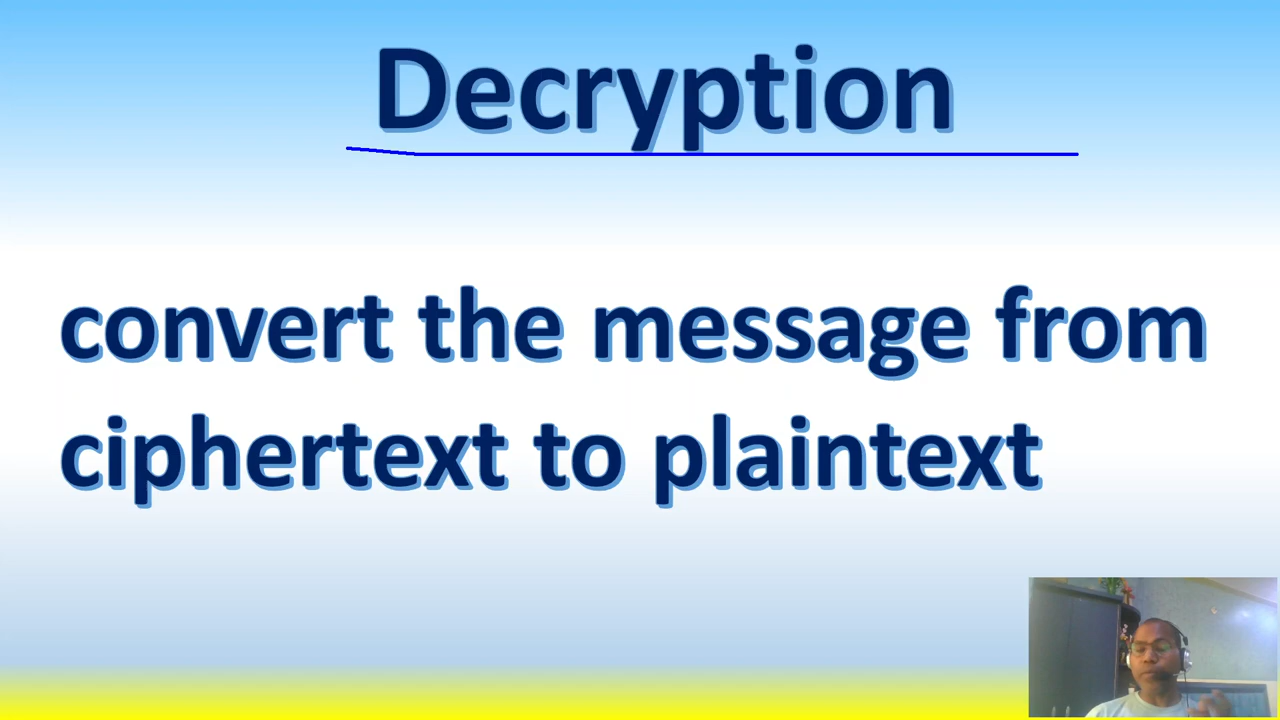 Decryption
convert the message from
ciphertext to plaintext